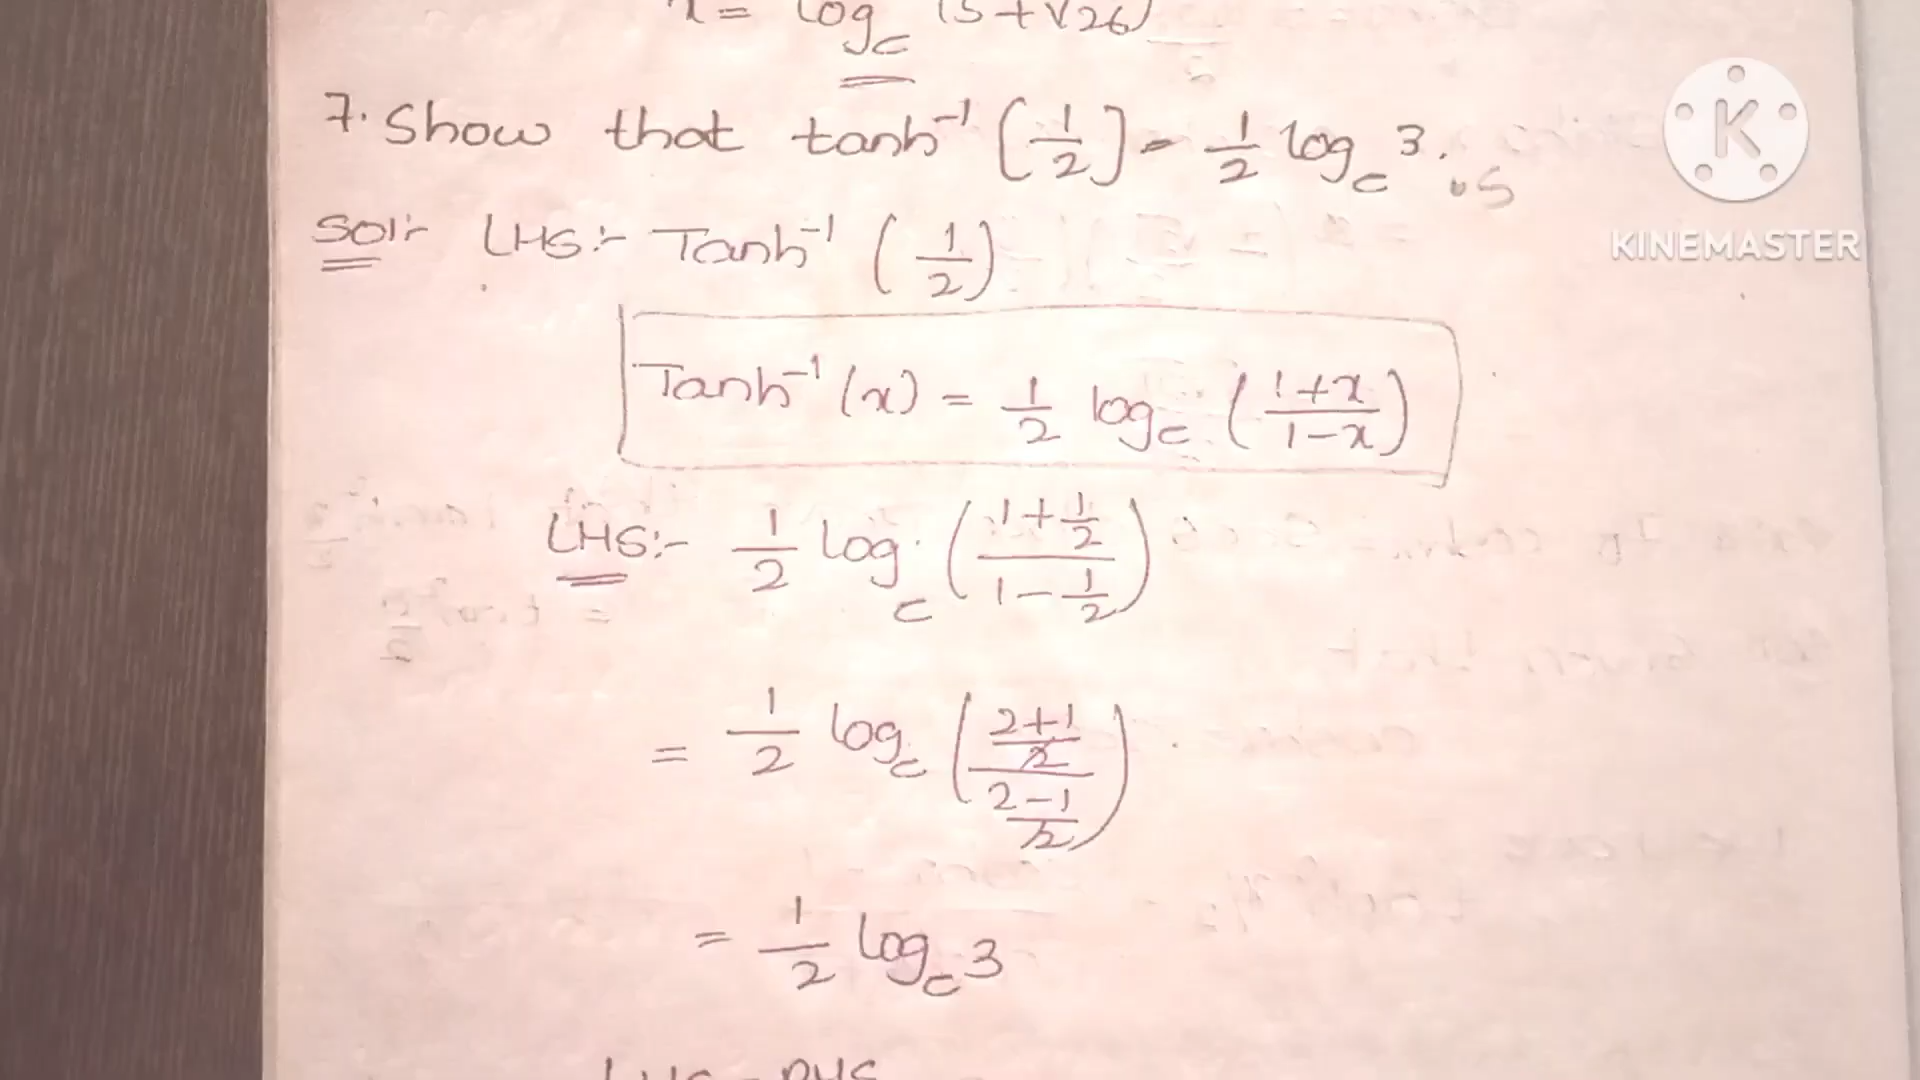 x = log_e (5+√26)
7. Show that tanh⁻¹ (1/2) = 1/2 log_e 3.
Sol:- LHS:- Tanh⁻¹ (1/2)
Tanh⁻¹ (x) = 1/2 log_e ((1+x)/(1-x))
LHS:- 1/2 log_e ((1+1/2)/(1-1/2))
= 1/2 log_e (((2+1)/2)/((2-1)/2))
= 1/2 log_e 3
LHS = RHS
K
KINEMASTER